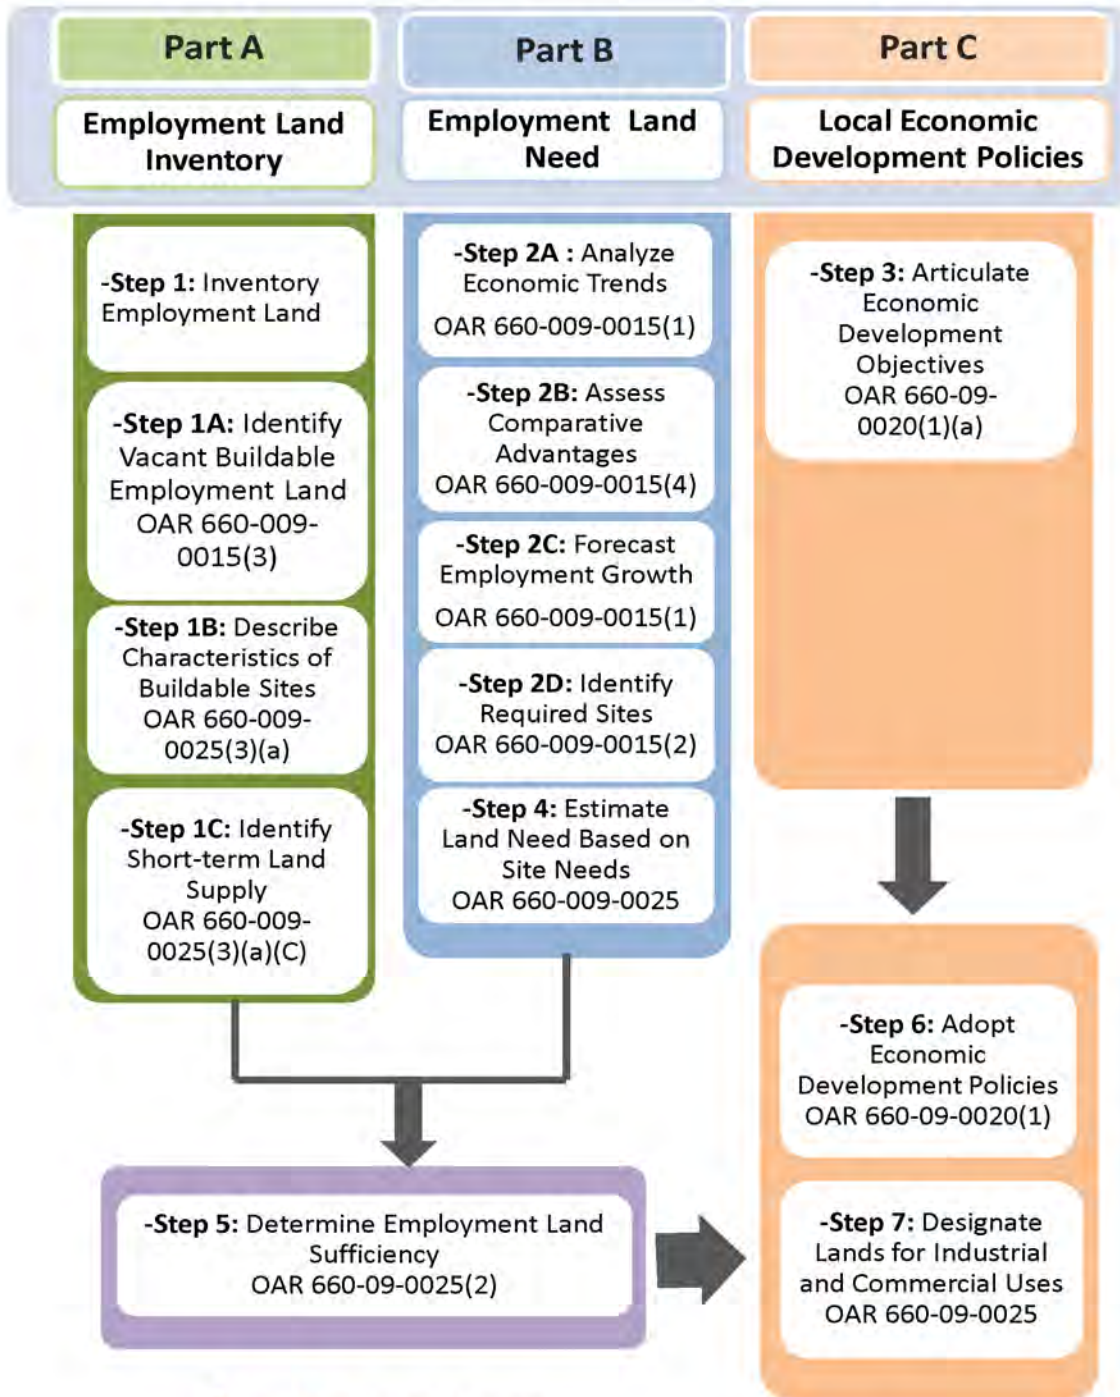 Part A
Employment Land
Inventory
-Step 1: Inventory
Employment Land
-Step 1A: Identify
Vacant Buildable
Employment Land
OAR 660-009-
0015(3)
-Step 1B: Describe
Characteristics of
Buildable Sites
OAR 660-009-
0025(3)(a)
-Step 1C: Identify
Short-term Land
Supply
OAR 660-009-
0025(3)(a)(C)
Part B
Employment Land
Need
-Step 2A : Analyze
Economic Trends
OAR 660-009-0015(1)
-Step 2B: Assess
Comparative
Advantages
OAR 660-009-0015(4)
-Step 2C: Forecast
Employment Growth
OAR 660-009-0015(1)
-Step 2D: Identify
Required Sites
OAR 660-009-0015(2)
-Step 4: Estimate
Land Need Based on
Site Needs
OAR 660-009-0025
Part C
Local Economic
Development Policies
-Step 3: Articulate
Economic
Development
Objectives
OAR 660-09-
0020(1)(a)
-Step 5: Determine Employment Land
Sufficiency
OAR 660-09-0025(2)
-Step 6: Adopt
Economic
Development Policies
OAR 660-09-0020(1)
-Step 7: Designate
Lands for Industrial
and Commercial Uses
OAR 660-09-0025